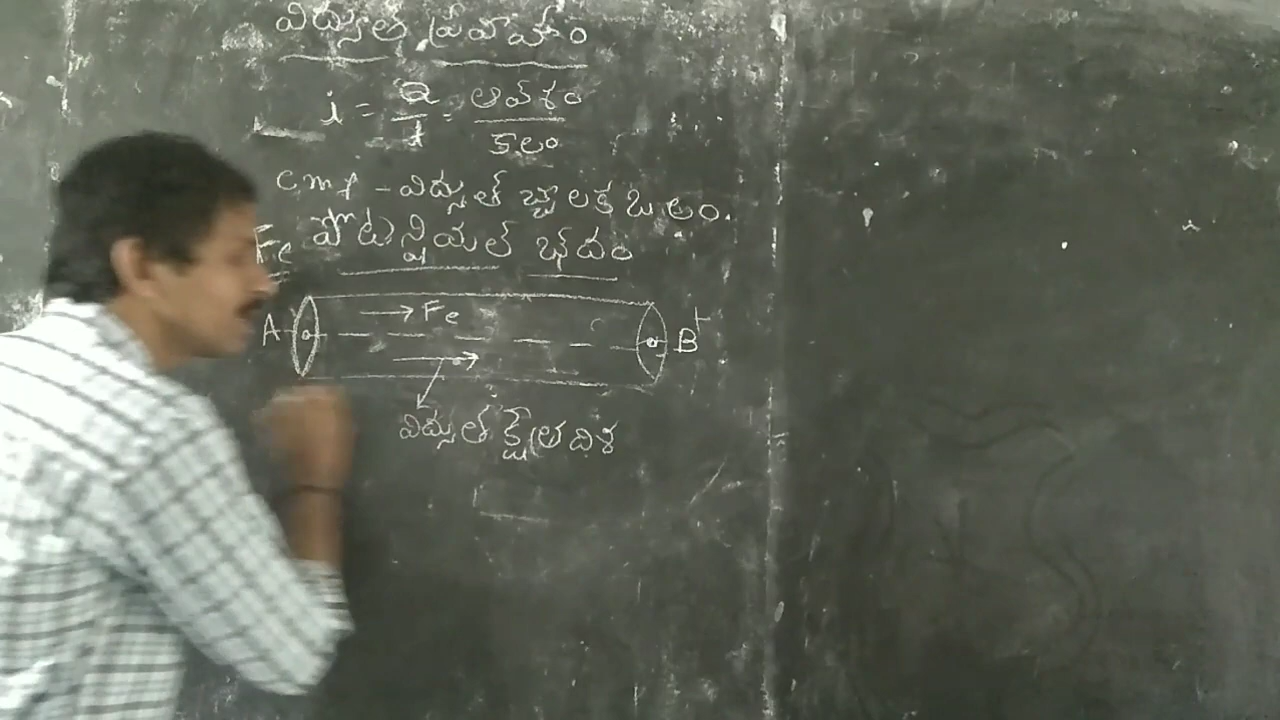 విద్యుత్ ప్రవాహం
i = Q/t = ఆవేశం/కాలం
emf - విద్యుత్ చ్ఛాలక బలం.
Fe పొటెన్షియల్ భేదం
A → Fe B +
విద్యుత్ క్షేత్ర దిశ